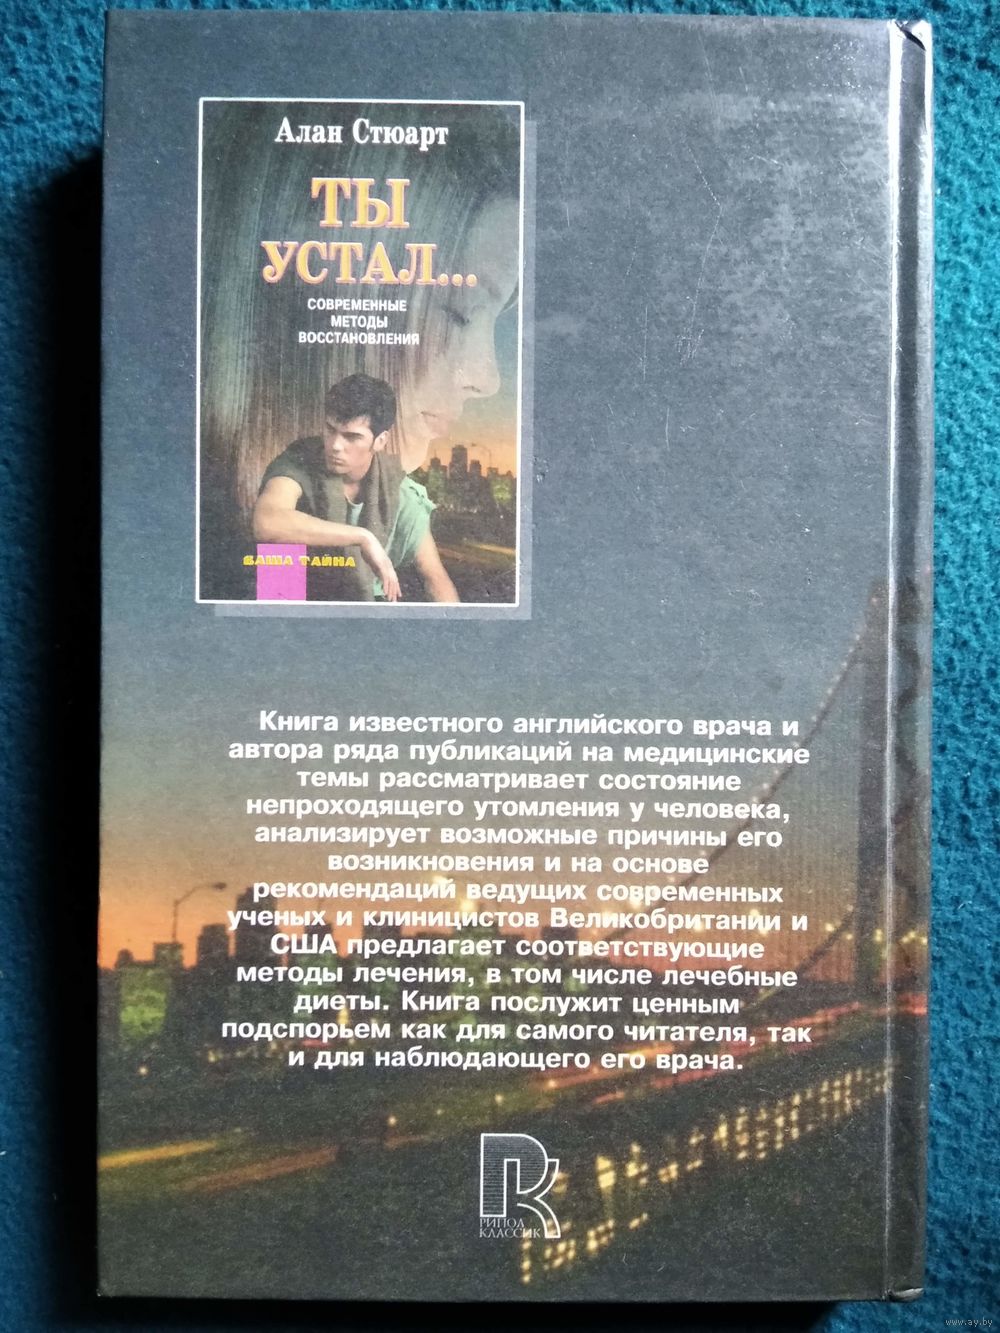 Алан Стюарт
ТЫ
УСТАЛ...
СОВРЕМЕННЫЕ
МЕТОДЫ
ВОССТАНОВЛЕНИЯ
ВАША ТАЙНА
Книга известного английского врача и
автора ряда публикаций на медицинские
темы рассматривает состояние
непроходящего утомления у человека,
анализирует возможные причины его
возникновения и на основе
рекомендаций ведущих современных
ученых и клиницистов Великобритании и
США предлагает соответствующие
методы лечения, в том числе лечебные
диеты. Книга послужит ценным
подспорьем как для самого читателя, так
и для наблюдающего его врача.
РИПОЛ
КЛАССИК
www.ay.by